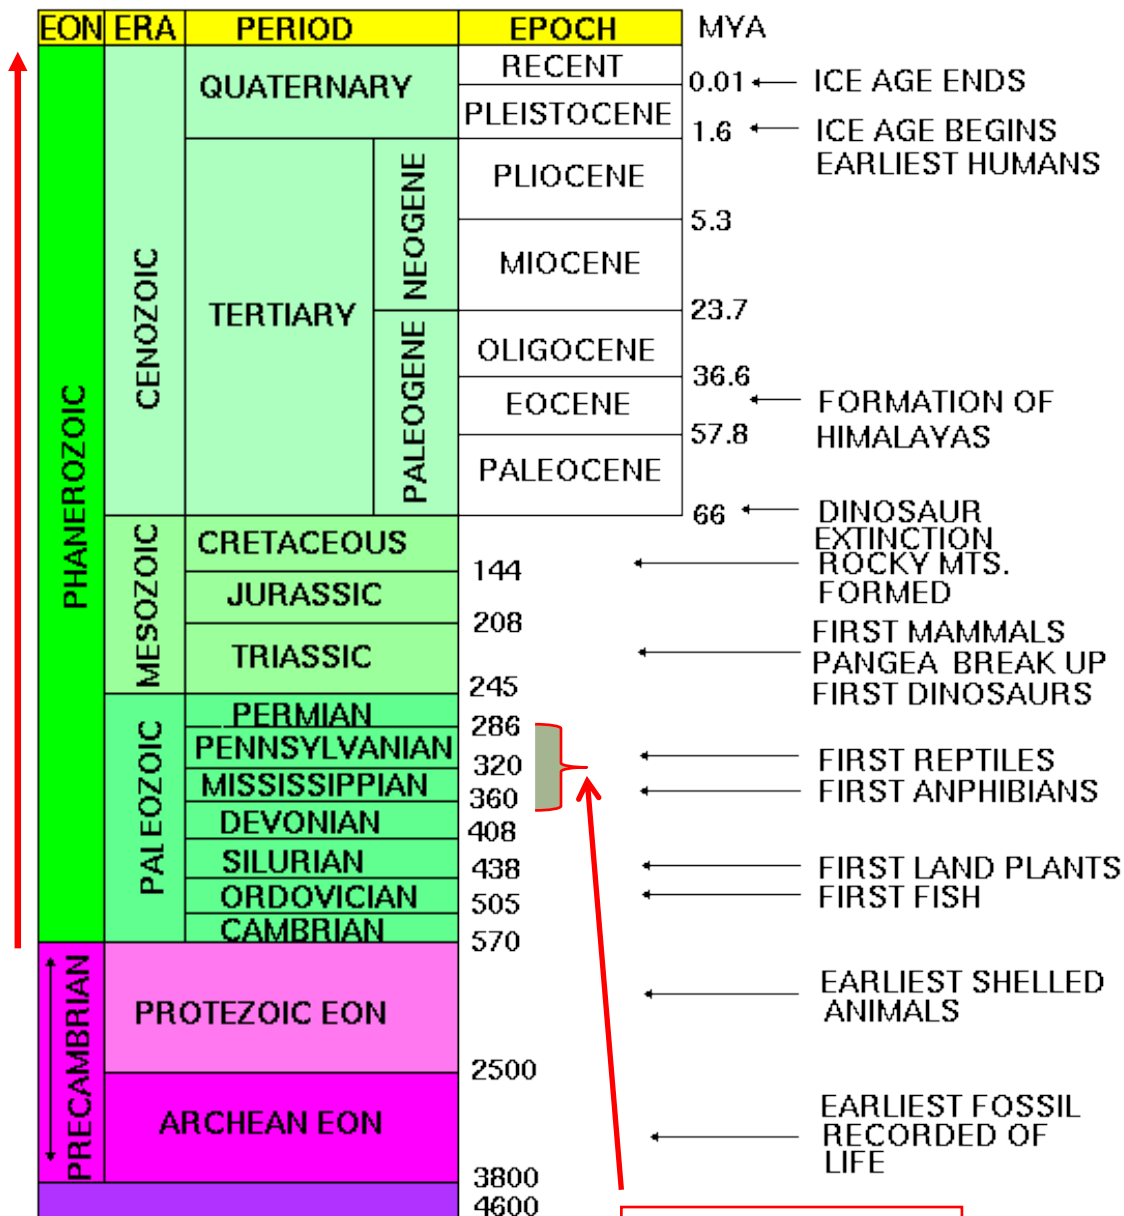 EON ERA PERIOD EPOCH MYA
QUATERNARY
RECENT
0.01
ICE AGE ENDS
PLEISTOCENE
1.6
ICE AGE BEGINS
EARLIEST HUMANS
PHANEROZOIC
CENOZOIC
TERTIARY
NEOGENE
PLIOCENE
5.3
MIOCENE
23.7
PALEOGENE
OLIGOCENE
36.6
EOCENE
FORMATION OF
HIMALAYAS
57.8
PALEOCENE
66
DINOSAUR
EXTINCTION
MESOZOIC
CRETACEOUS
ROCKY MTS.
FORMED
144
JURASSIC
208
TRIASSIC
FIRST MAMMALS
PANGEA BREAK UP
FIRST DINOSAURS
245
PALEOZOIC
PERMIAN
286
PENNSYLVANIAN
FIRST REPTILES
320
MISSISSIPPIAN
FIRST ANPHIBIANS
360
DEVONIAN
408
SILURIAN
FIRST LAND PLANTS
438
ORDOVICIAN
FIRST FISH
505
CAMBRIAN
570
PRECAMBRIAN
PROTEZOIC EON
EARLIEST SHELLED
ANIMALS
2500
ARCHEAN EON
EARLIEST FOSSIL
RECORDED OF
LIFE
3800
4600